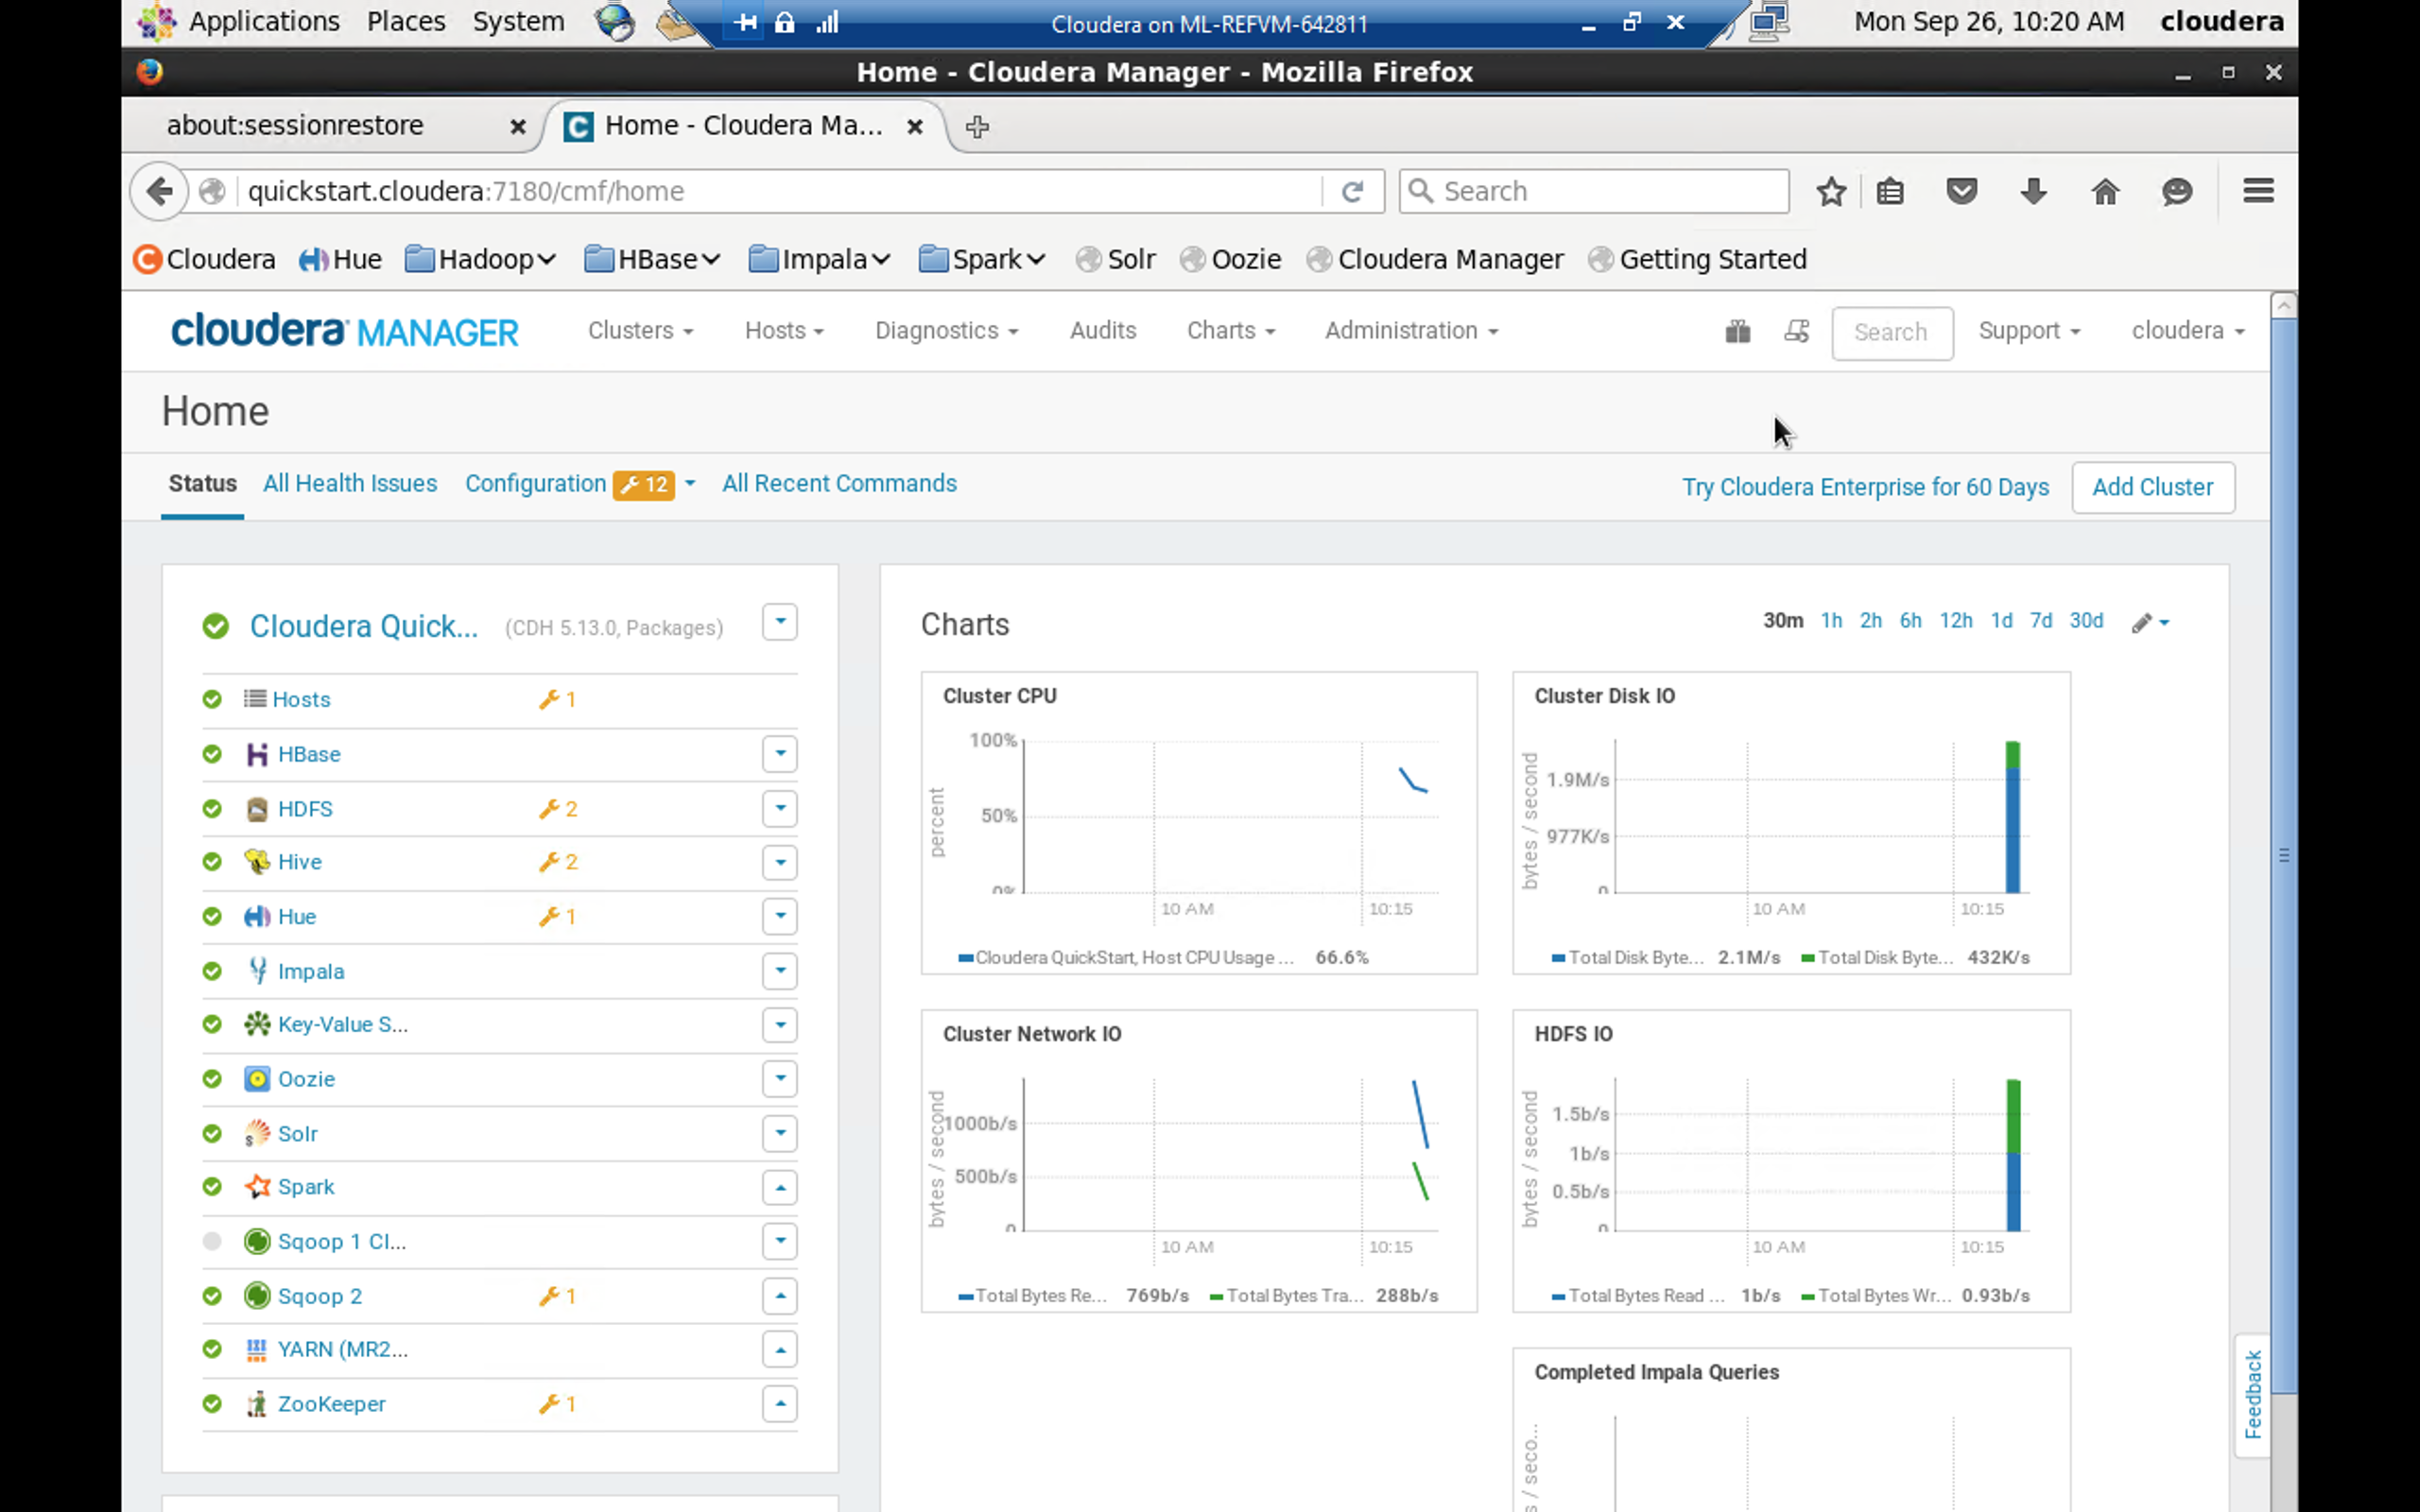 Applications Places System Cloudera on ML-REFVM-642811 Mon Sep 26, 10:20 AM cloudera
Home - Cloudera Manager - Mozilla Firefox
about:sessionrestore Home - Cloudera Ma...
quickstart.cloudera:7180/cmf/home Search
Cloudera Hue Hadoop HBase Impala Spark Solr Oozie Cloudera Manager Getting Started
cloudera MANAGER Clusters Hosts Diagnostics Audits Charts Administration Search Support cloudera
Home
Status All Health Issues Configuration 12 All Recent Commands Try Cloudera Enterprise for 60 Days Add Cluster
Cloudera Quick... (CDH 5.13.0, Packages)
Hosts 1
HBase
HDFS 2
Hive 2
Hue 1
Impala
Key-Value S...
Oozie
Solr
Spark
Sqoop 1 Cl...
Sqoop 2 1
YARN (MR2...
ZooKeeper 1
Charts 30m 1h 2h 6h 12h 1d 7d 30d
Cluster CPU
percent
100%
50%
0%
10 AM 10:15
Cloudera QuickStart, Host CPU Usage ... 66.6%
Cluster Disk IO
bytes / second
1.9M/s
977K/s
0
10 AM 10:15
Total Disk Byte... 2.1M/s Total Disk Byte... 432K/s
Cluster Network IO
bytes / second
1000b/s
500b/s
0
10 AM 10:15
Total Bytes Re... 769b/s Total Bytes Tra... 288b/s
HDFS IO
bytes / second
1.5b/s
1b/s
0.5b/s
0
10 AM 10:15
Total Bytes Read ... 1b/s Total Bytes Wr... 0.93b/s
Completed Impala Queries
s / seco...
Feedback